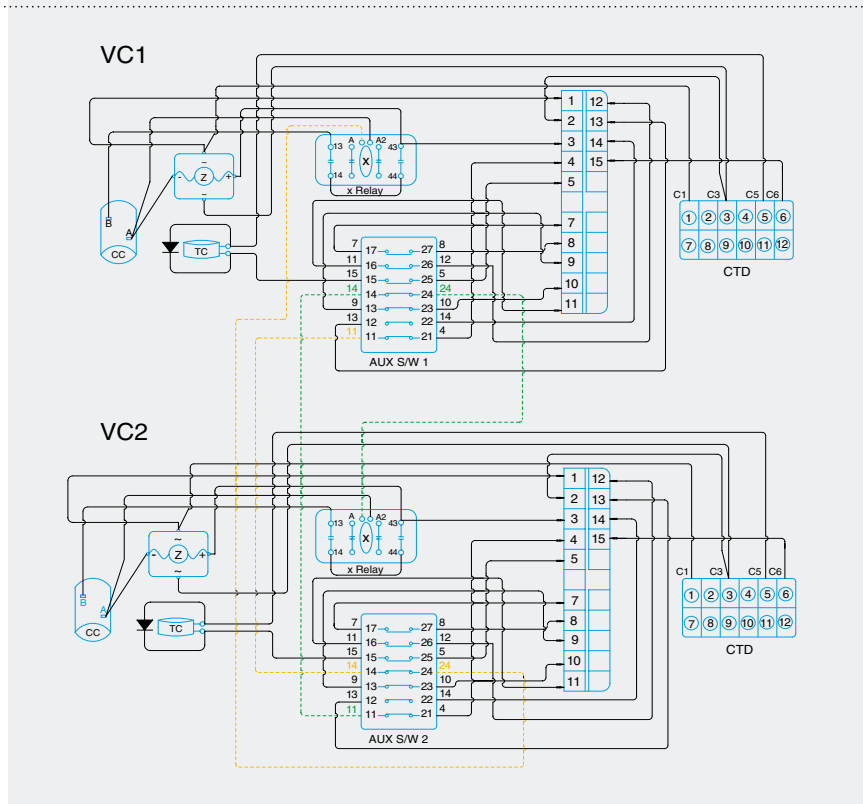 VC1
1 12
2 13
3 14
4 15
5
7
8
9
10
11
13 A A2 43
X
14 44
x Relay
~
- Z +
~
B A
CC
TC
C1 C3 C5 C6
1 2 3 4 5 6
7 8 9 10 11 12
CTD
7 17 27 8
11 16 26 12
15 15 25 5
14 14 24 24
9 13 23 10
13 12 22 14
11 11 21 4
AUX S/W 1
VC2
1 12
2 13
3 14
4 15
5
7
8
9
10
11
13 A A2 43
X
14 44
x Relay
~
- Z +
~
B A
CC
TC
C1 C3 C5 C6
1 2 3 4 5 6
7 8 9 10 11 12
CTD
7 17 27 8
11 16 26 12
15 15 25 5
14 14 24 24
9 13 23 10
13 12 22 14
11 11 21 4
AUX S/W 2